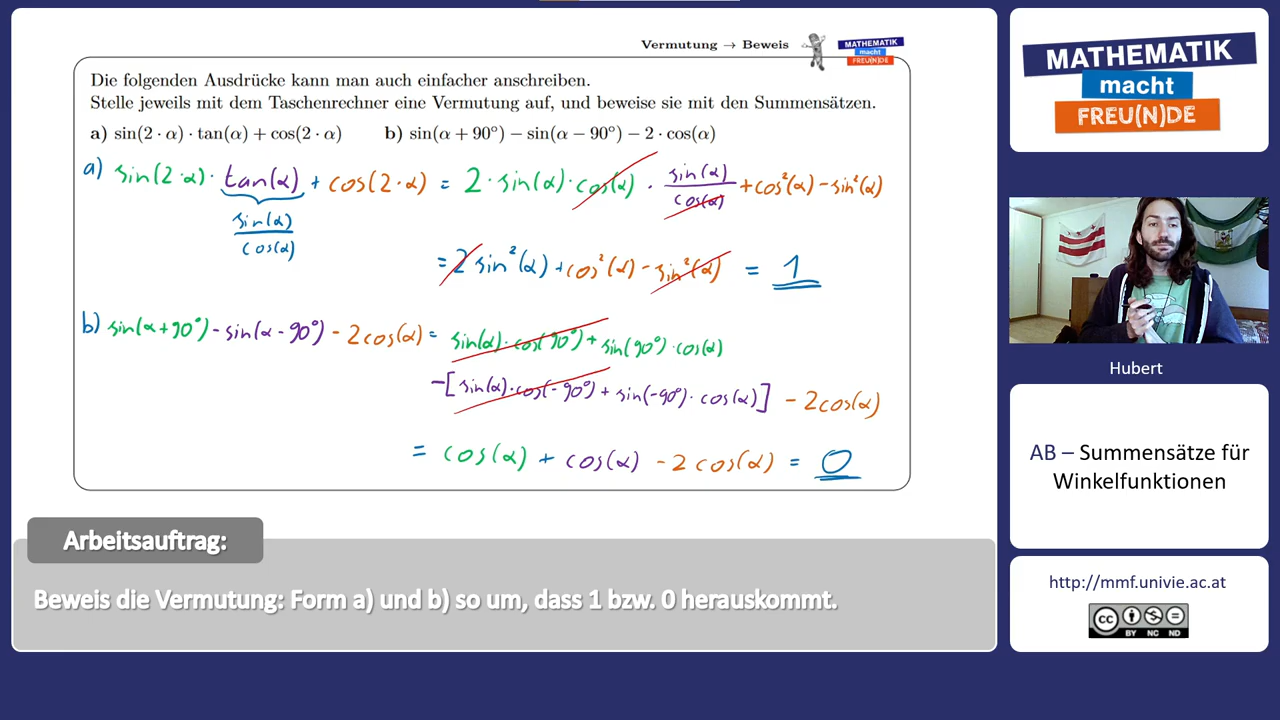 Vermutung → Beweis
MATHEMATIK
macht
FREU(N)DE
Die folgenden Ausdrücke kann man auch einfacher anschreiben.
Stelle jeweils mit dem Taschenrechner eine Vermutung auf, und beweise sie mit den Summensätzen.
a) sin(2 · α) · tan(α) + cos(2 · α) b) sin(α + 90°) − sin(α − 90°) − 2 · cos(α)
a) sin(2·α) · tan(α) + cos(2·α) = 2 · sin(α) · cos(α) · sin(α)/cos(α) + cos²(α) − sin²(α)
sin(α)
cos(α)
= 2 sin²(α) + cos²(α) − sin²(α) = 1
b) sin(α+90°) − sin(α−90°) − 2cos(α) = sin(α)·cos(90°) + sin(90°)·cos(α)
−[sin(α)·cos(−90°) + sin(−90°)·cos(α)] − 2cos(α)
= cos(α) + cos(α) − 2cos(α) = 0
Arbeitsauftrag:
Beweis die Vermutung: Form a) und b) so um, dass 1 bzw. 0 herauskommt.
MATHEMATIK
macht
FREU(N)DE
Hubert
AB – Summensätze für
Winkelfunktionen
http://mmf.univie.ac.at
cc
BY NC ND